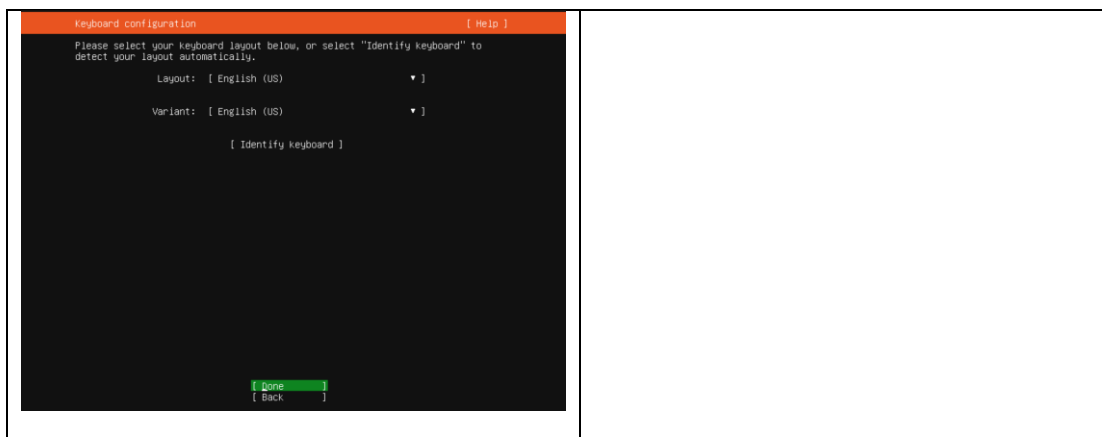 Keyboard configuration [ Help ]
Please select your keyboard layout below, or select "Identify keyboard" to
detect your layout automatically.
Layout: [ English (US) ▾ ]
Variant: [ English (US) ▾ ]
[ Identify keyboard ]
[ Done ]
[ Back ]